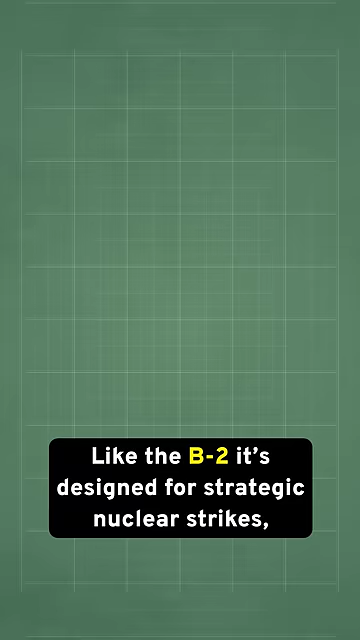 Like the B-2 it’s
designed for strategic
nuclear strikes,